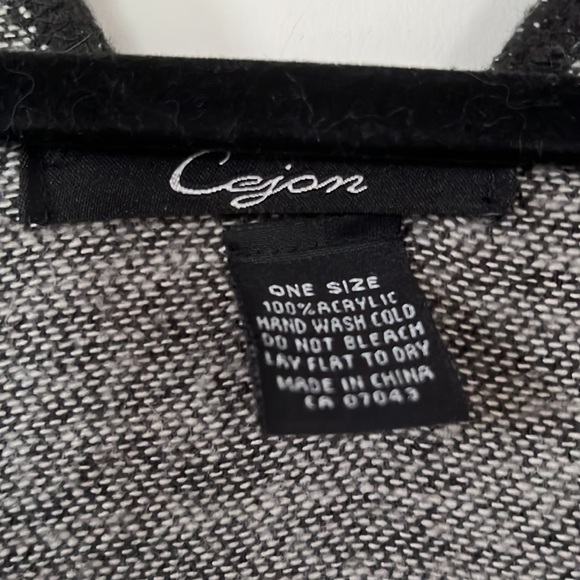 Cejon
ONE SIZE
100% ACRYLIC
HAND WASH COLD
DO NOT BLEACH
LAY FLAT TO DRY
MADE IN CHINA
CA 07043